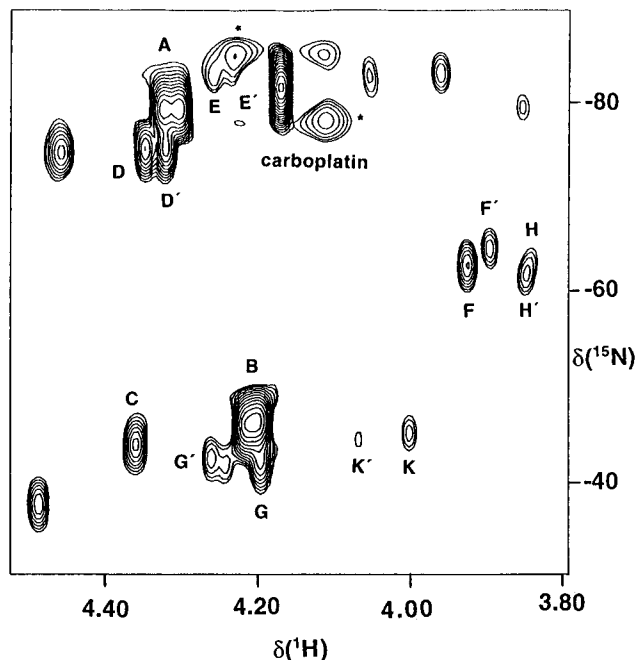 A
*
E
E´
-80
carboplatin
*
D
D´
F´
H
-60
F
H´
δ(¹⁵N)
B
C
G´
K´
K
-40
G
4.40
4.20
4.00
3.80
δ(¹H)